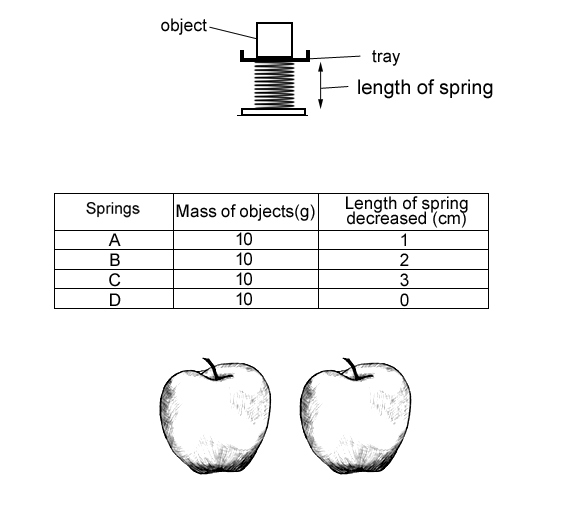 object
tray
length of spring
Springs Mass of objects(g) Length of spring
decreased (cm)
A 10 1
B 10 2
C 10 3
D 10 0